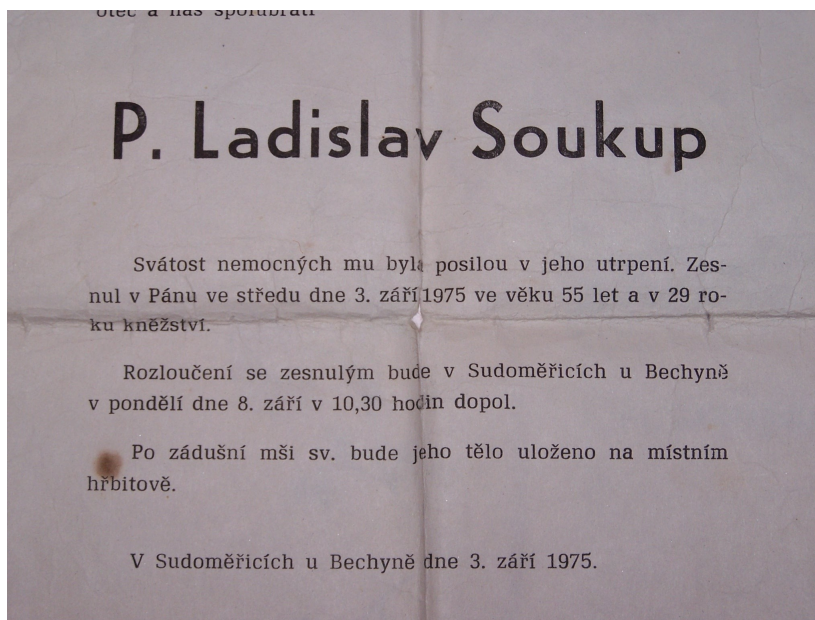 otec a náš spolubratr
P. Ladislav Soukup
Svátost nemocných mu byla posilou v jeho utrpení. Zes-
nul v Pánu ve středu dne 3. září 1975 ve věku 55 let a v 29 ro-
ku kněžství.
Rozloučení se zesnulým bude v Sudoměřicích u Bechyně
v pondělí dne 8. září v 10,30 hodin dopol.
Po zádušní mši sv. bude jeho tělo uloženo na místním
hřbitově.
V Sudoměřicích u Bechyně dne 3. září 1975.